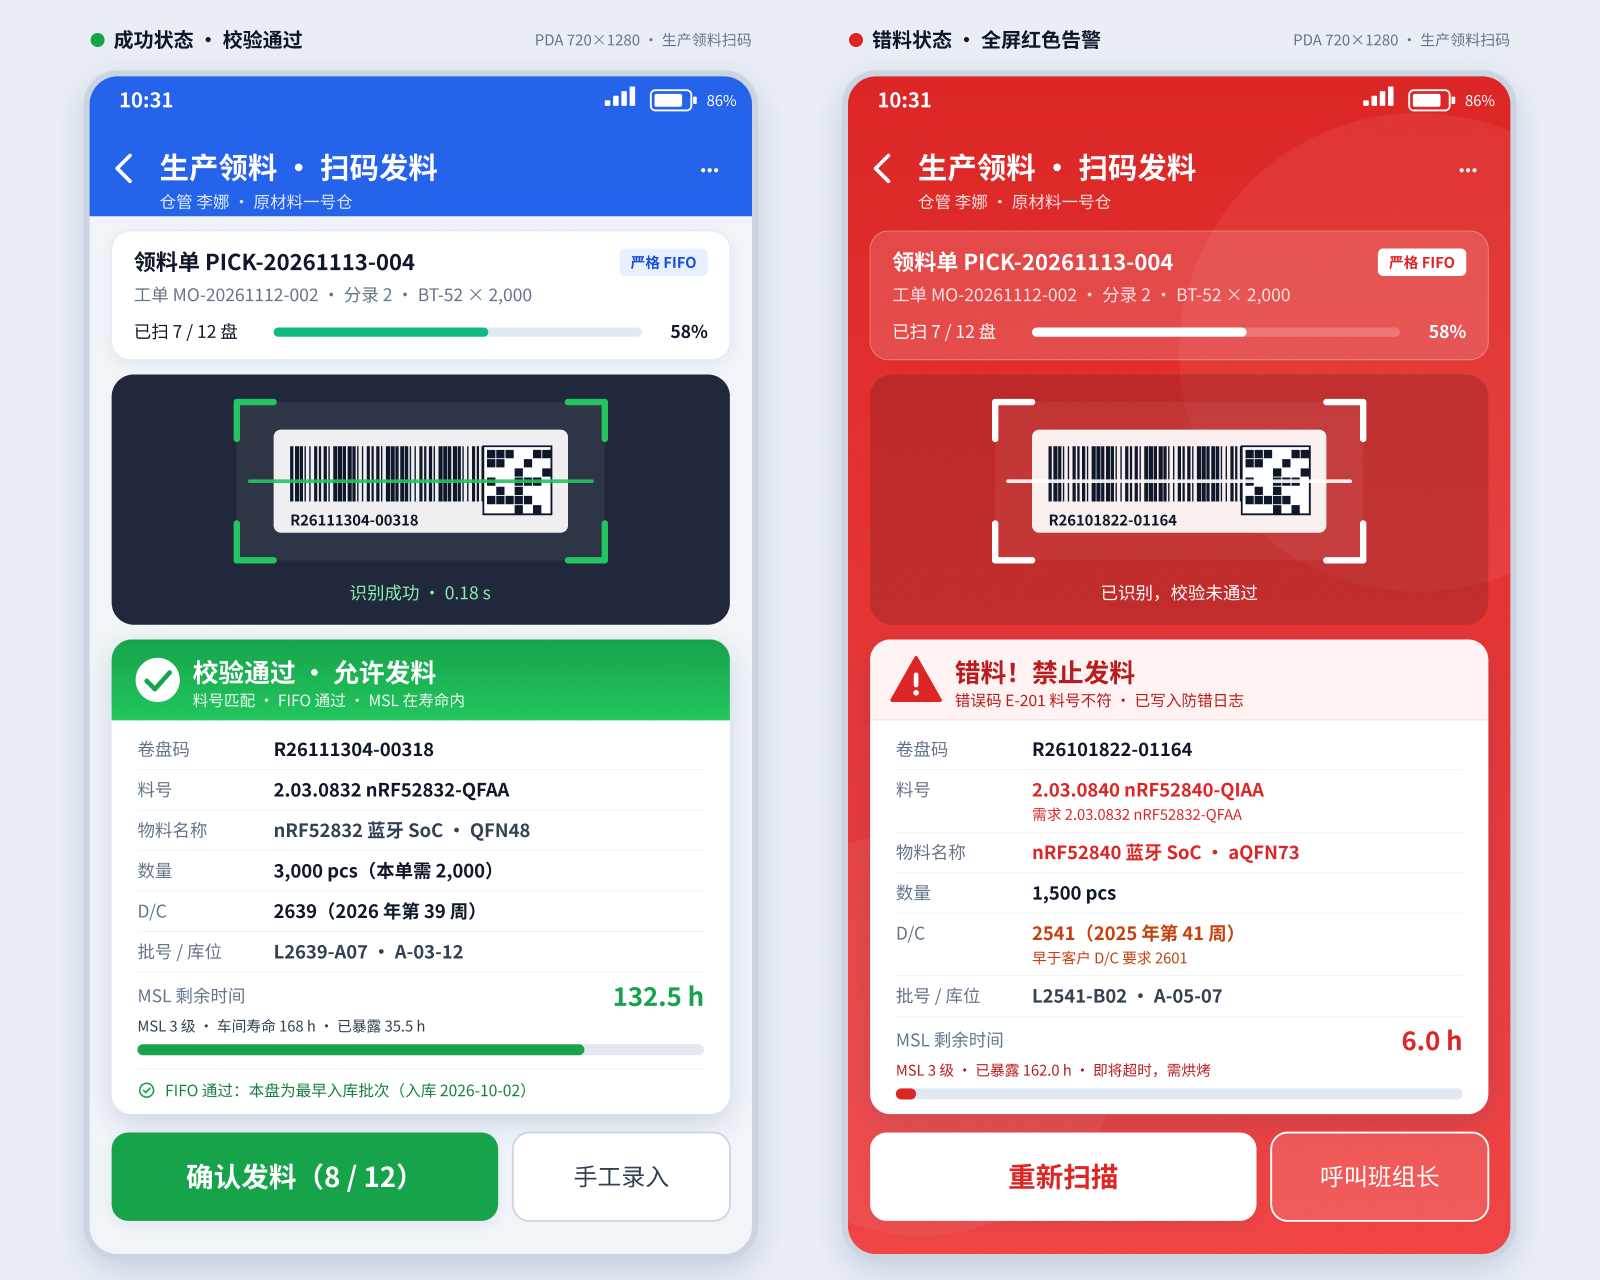 成功状态 · 校验通过
PDA 720×1280 · 生产领料扫码
10:31
86%
生产领料 · 扫码发料
仓管 李娜 · 原材料一号仓
领料单 PICK-20261113-004
严格 FIFO
工单 MO-20261112-002 · 分录 2 · BT-52 × 2,000
已扫 7 / 12 盘
58%
R26111304-00318
识别成功 · 0.18 s
校验通过 · 允许发料
料号匹配 · FIFO 通过 · MSL 在寿命内
卷盘码 R26111304-00318
料号 2.03.0832 nRF52832-QFAA
物料名称 nRF52832 蓝牙 SoC · QFN48
数量 3,000 pcs（本单需 2,000）
D/C 2639（2026 年第 39 周）
批号 / 库位 L2639-A07 · A-03-12
MSL 剩余时间 132.5 h
MSL 3 级 · 车间寿命 168 h · 已暴露 35.5 h
FIFO 通过：本盘为最早入库批次（入库 2026-10-02）
确认发料（8 / 12）
手工录入
错料状态 · 全屏红色告警
PDA 720×1280 · 生产领料扫码
10:31
86%
生产领料 · 扫码发料
仓管 李娜 · 原材料一号仓
领料单 PICK-20261113-004
严格 FIFO
工单 MO-20261112-002 · 分录 2 · BT-52 × 2,000
已扫 7 / 12 盘
58%
R26101822-01164
已识别，校验未通过
错料！禁止发料
错误码 E-201 料号不符 · 已写入防错日志
卷盘码 R26101822-01164
料号 2.03.0840 nRF52840-QIAA
需求 2.03.0832 nRF52832-QFAA
物料名称 nRF52840 蓝牙 SoC · aQFN73
数量 1,500 pcs
D/C 2541（2025 年第 41 周）
早于客户 D/C 要求 2601
批号 / 库位 L2541-B02 · A-05-07
MSL 剩余时间 6.0 h
MSL 3 级 · 已暴露 162.0 h · 即将超时，需烘烤
重新扫描
呼叫班组长